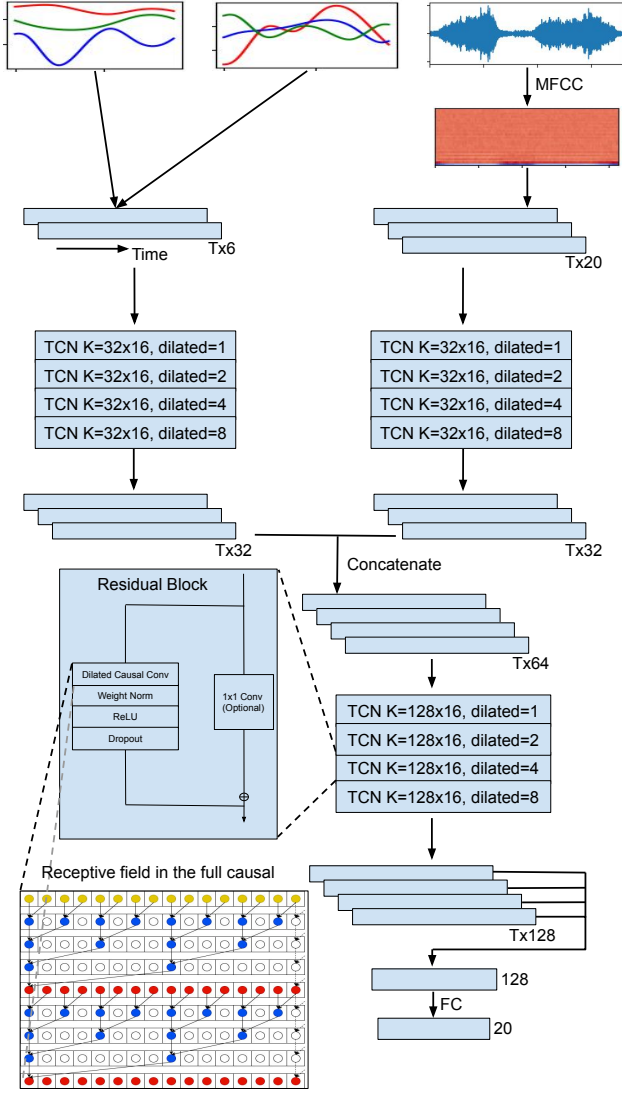 MFCC
Time
Tx6
Tx20
TCN K=32x16, dilated=1
TCN K=32x16, dilated=2
TCN K=32x16, dilated=4
TCN K=32x16, dilated=8
TCN K=32x16, dilated=1
TCN K=32x16, dilated=2
TCN K=32x16, dilated=4
TCN K=32x16, dilated=8
Tx32
Tx32
Concatenate
Residual Block
Dilated Causal Conv
Weight Norm
ReLU
Dropout
1x1 Conv
(Optional)
Tx64
TCN K=128x16, dilated=1
TCN K=128x16, dilated=2
TCN K=128x16, dilated=4
TCN K=128x16, dilated=8
Receptive field in the full causal
Tx128
128
FC
20